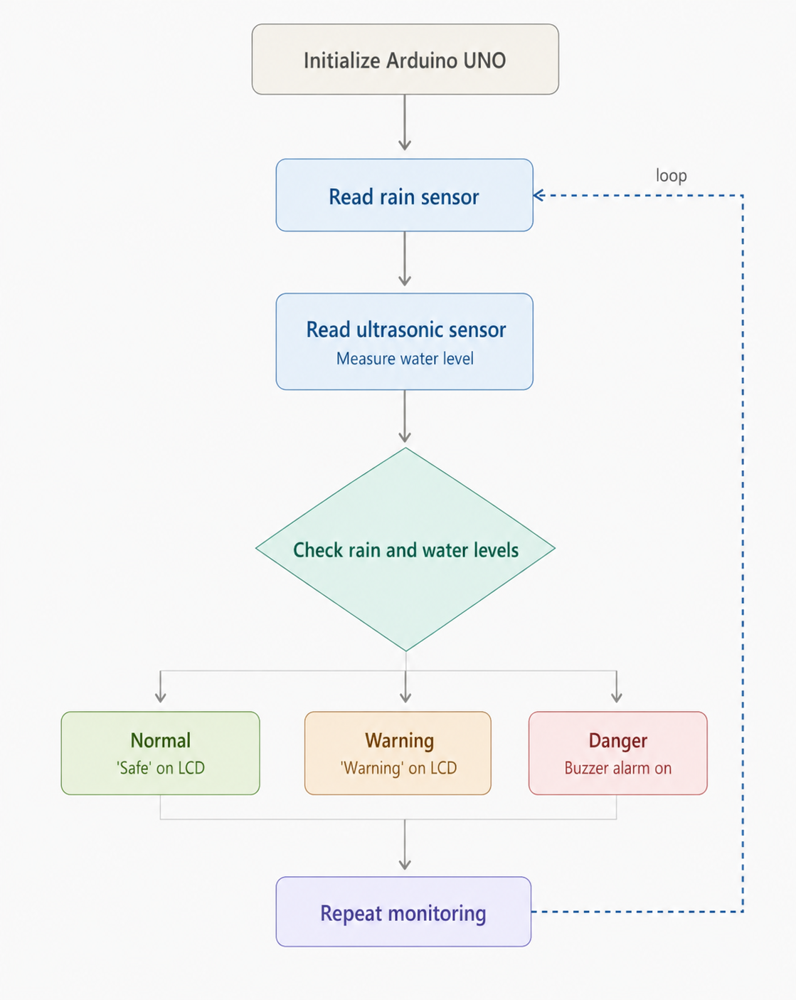 Initialize Arduino UNO
loop
Read rain sensor
Read ultrasonic sensor
Measure water level
Check rain and water levels
Normal
'Safe' on LCD
Warning
'Warning' on LCD
Danger
Buzzer alarm on
Repeat monitoring